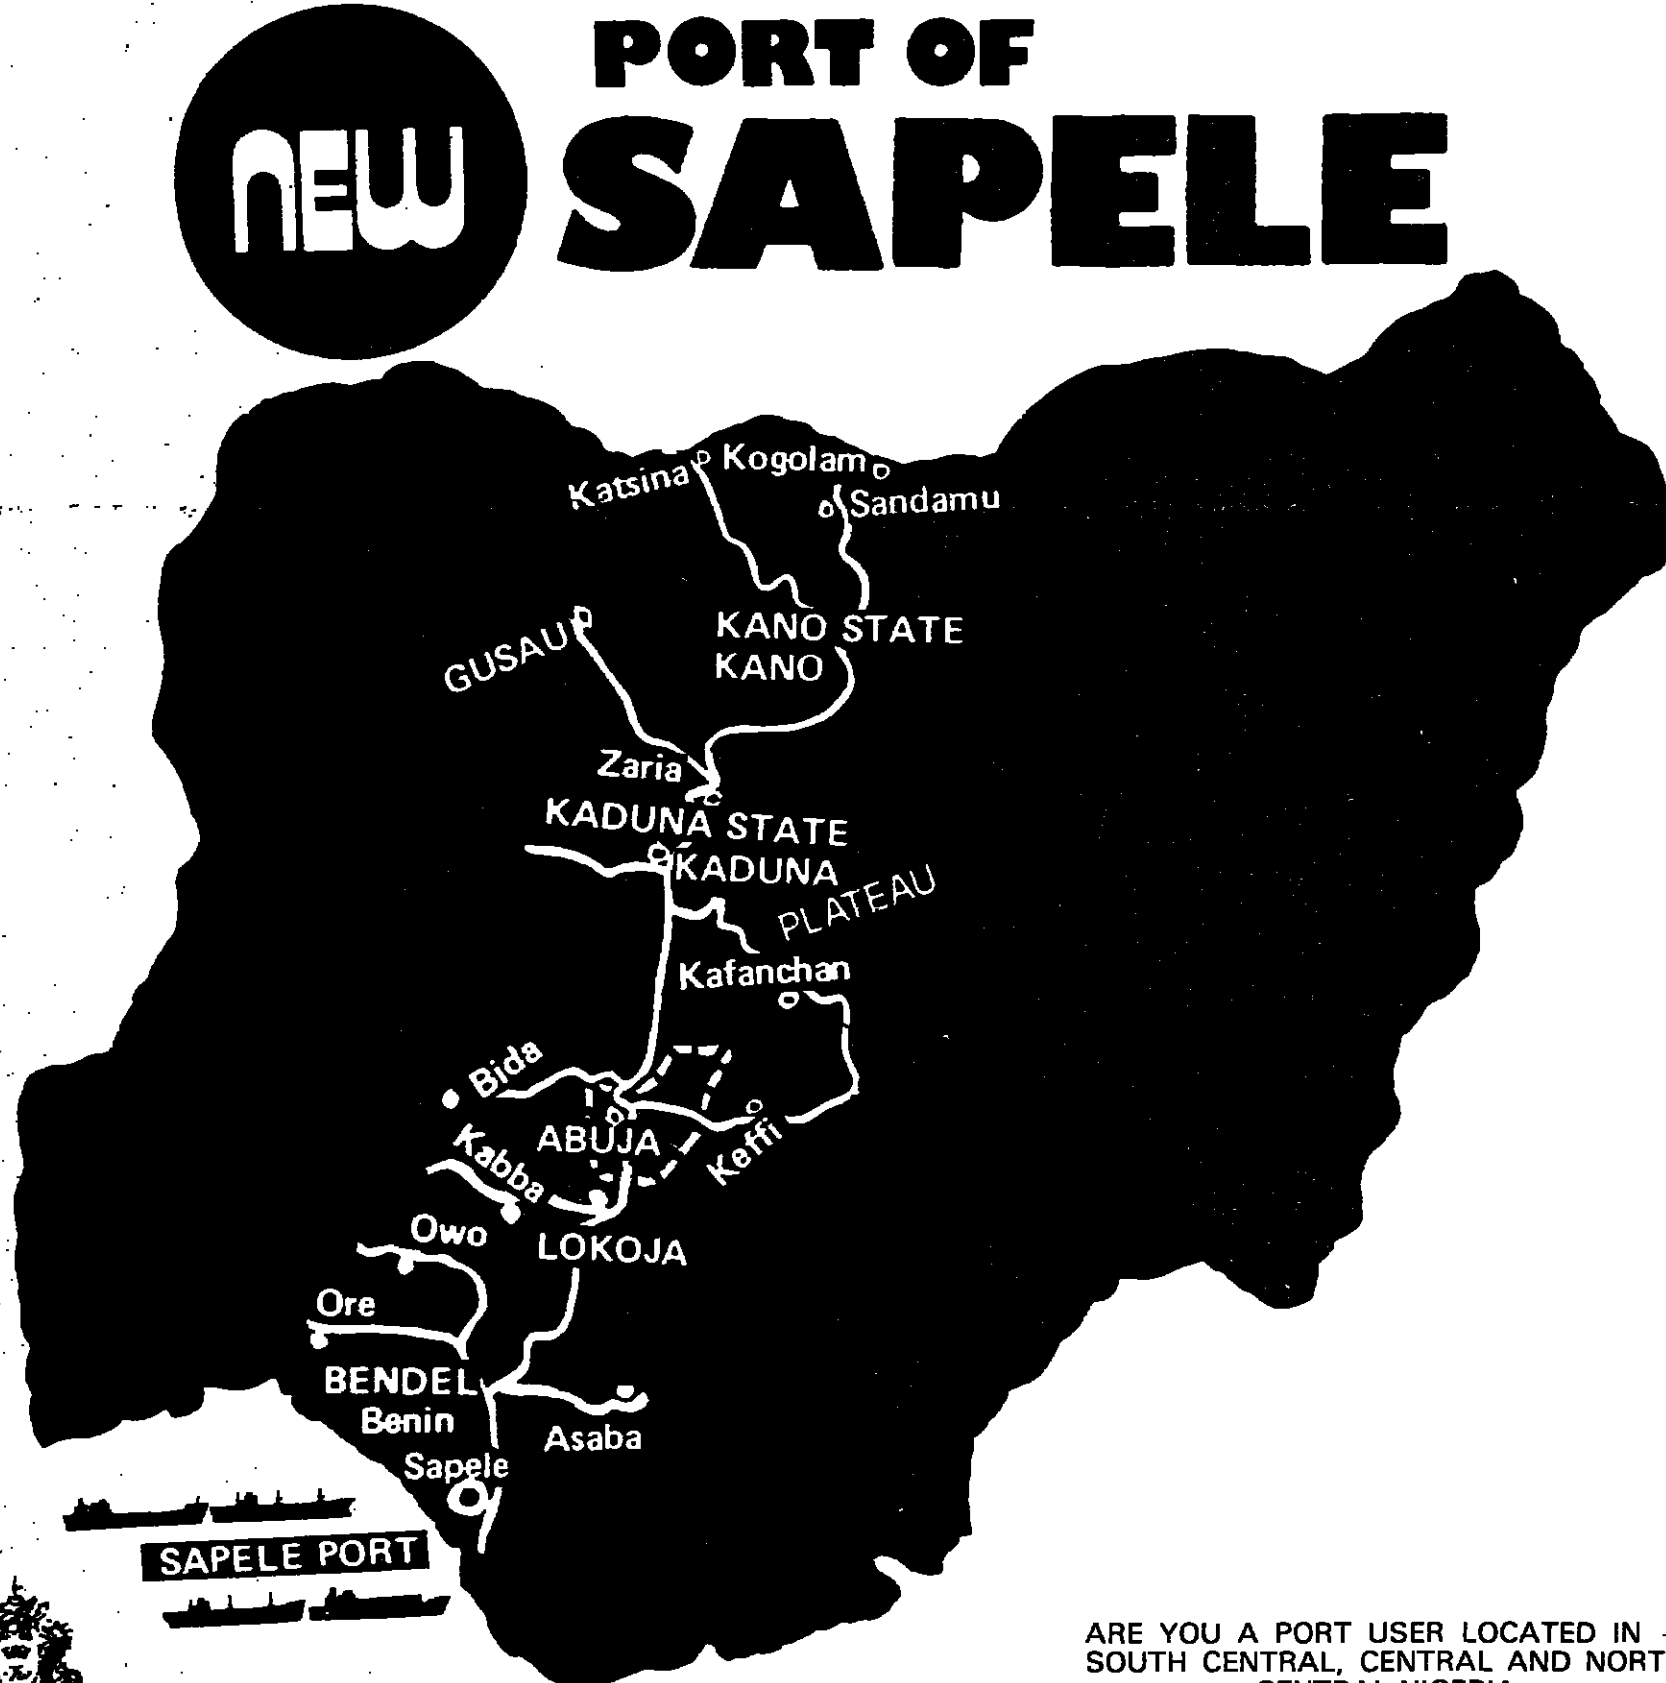 new
PORT OF
SAPELE
Katsina
Kogolam
Sandamu
GUSAU
KANO STATE
KANO
Zaria
KADUNA STATE
KADUNA
PLATEAU
Kafanchan
Bida
ABUJA
Kabba
Keffi
Owo
LOKOJA
Ore
BENDEL
Benin
Asaba
Sapele
SAPELE PORT
ARE YOU A PORT USER LOCATED IN
SOUTH CENTRAL, CENTRAL AND NORT
CENTRAL NIGERIA